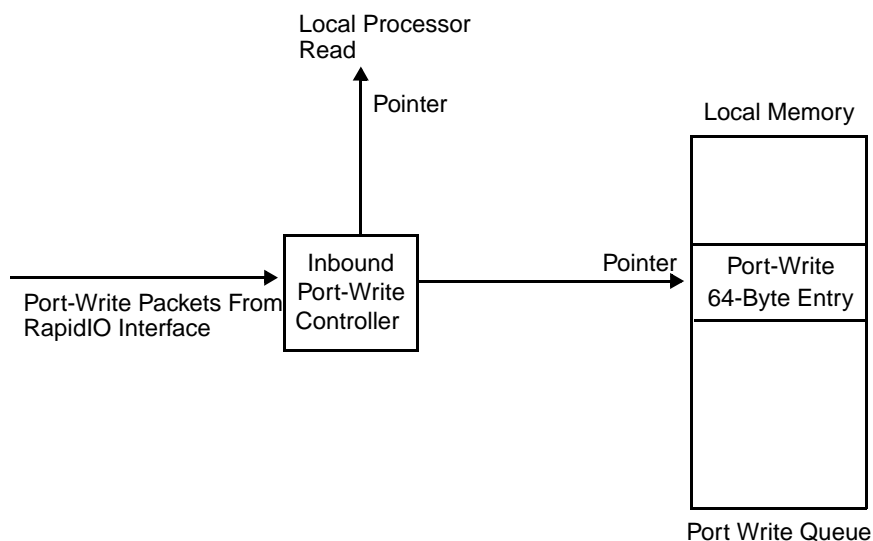 Local Processor
Read
Pointer
Local Memory
Inbound
Port-Write
Controller
Pointer
Port-Write
64-Byte Entry
Port-Write Packets From
RapidIO Interface
Port Write Queue